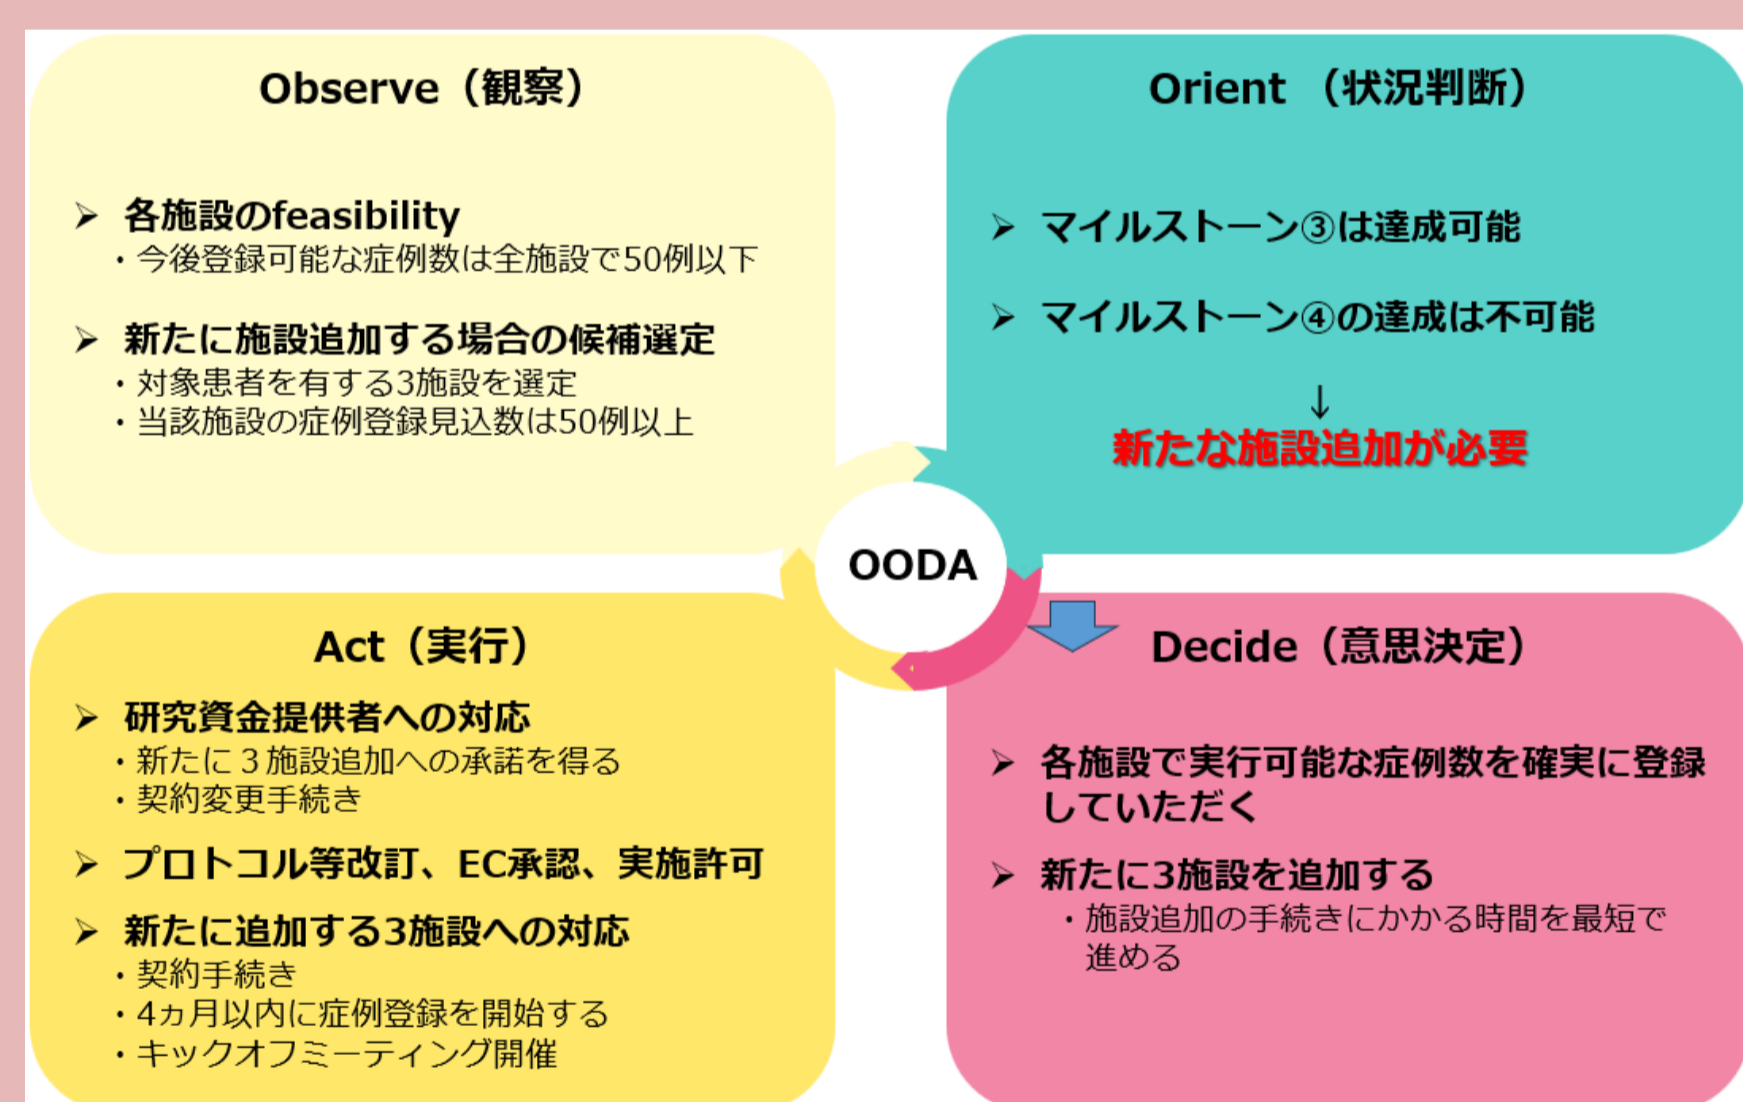 Observe（観察）
➢ 各施設のfeasibility
・今後登録可能な症例数は全施設で50例以下
➢ 新たに施設追加する場合の候補選定
・対象患者を有する3施設を選定
・当該施設の症例登録見込数は50例以上
Orient （状況判断）
➢ マイルストーン③は達成可能
➢ マイルストーン④の達成は不可能
↓
新たな施設追加が必要
OODA
Decide（意思決定）
➢ 各施設で実行可能な症例数を確実に登録
していただく
➢ 新たに3施設を追加する
・施設追加の手続きにかかる時間を最短で
進める
Act（実行）
➢ 研究資金提供者への対応
・新たに３施設追加への承諾を得る
・契約変更手続き
➢ プロトコル等改訂、EC承認、実施許可
➢ 新たに追加する3施設への対応
・契約手続き
・4ヵ月以内に症例登録を開始する
・キックオフミーティング開催